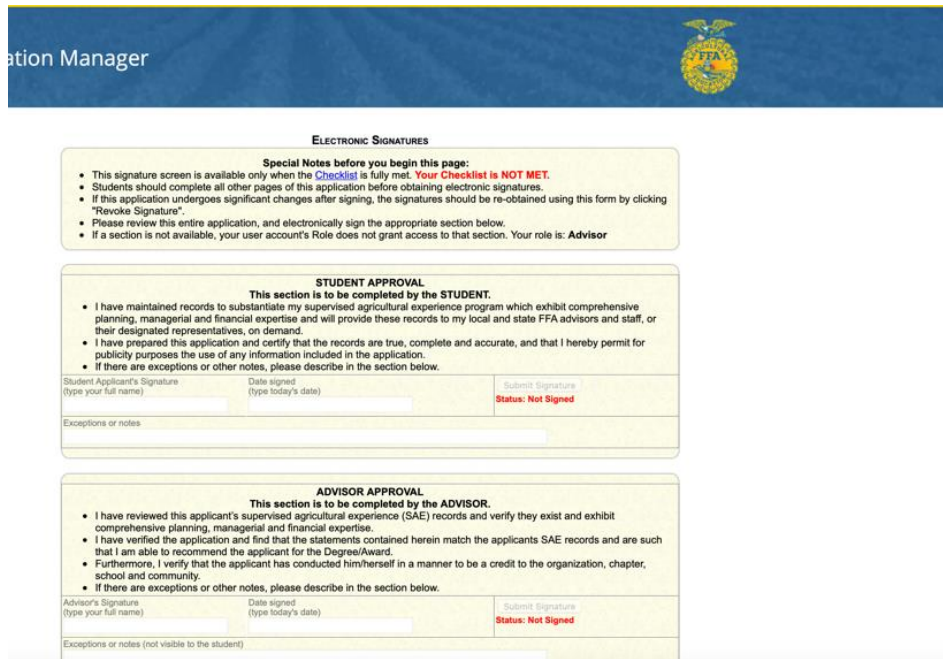 ation Manager
FFA
ELECTRONIC SIGNATURES
Special Notes before you begin this page:
• This signature screen is available only when the Checklist is fully met. Your Checklist is NOT MET.
• Students should complete all other pages of this application before obtaining electronic signatures.
• If this application undergoes significant changes after signing, the signatures should be re-obtained using this form by clicking
"Revoke Signature".
• Please review this entire application, and electronically sign the appropriate section below.
• If a section is not available, your user account's Role does not grant access to that section. Your role is: Advisor
STUDENT APPROVAL
This section is to be completed by the STUDENT.
• I have maintained records to substantiate my supervised agricultural experience program which exhibit comprehensive
planning, managerial and financial expertise and will provide these records to my local and state FFA advisors and staff, or
their designated representatives, on demand.
• I have prepared this application and certify that the records are true, complete and accurate, and that I hereby permit for
publicity purposes the use of any information included in the application.
• If there are exceptions or other notes, please describe in the section below.
Student Applicant's Signature
(type your full name)
Date signed
(type today's date)
Submit Signature
Status: Not Signed
Exceptions or notes
ADVISOR APPROVAL
This section is to be completed by the ADVISOR.
• I have reviewed this applicant's supervised agricultural experience (SAE) records and verify they exist and exhibit
comprehensive planning, managerial and financial expertise.
• I have verified the application and find that the statements contained herein match the applicants SAE records and are such
that I am able to recommend the applicant for the Degree/Award.
• Furthermore, I verify that the applicant has conducted him/herself in a manner to be a credit to the organization, chapter,
school and community.
• If there are exceptions or other notes, please describe in the section below.
Advisor's Signature
(type your full name)
Date signed
(type today's date)
Submit Signature
Status: Not Signed
Exceptions or notes (not visible to the student)